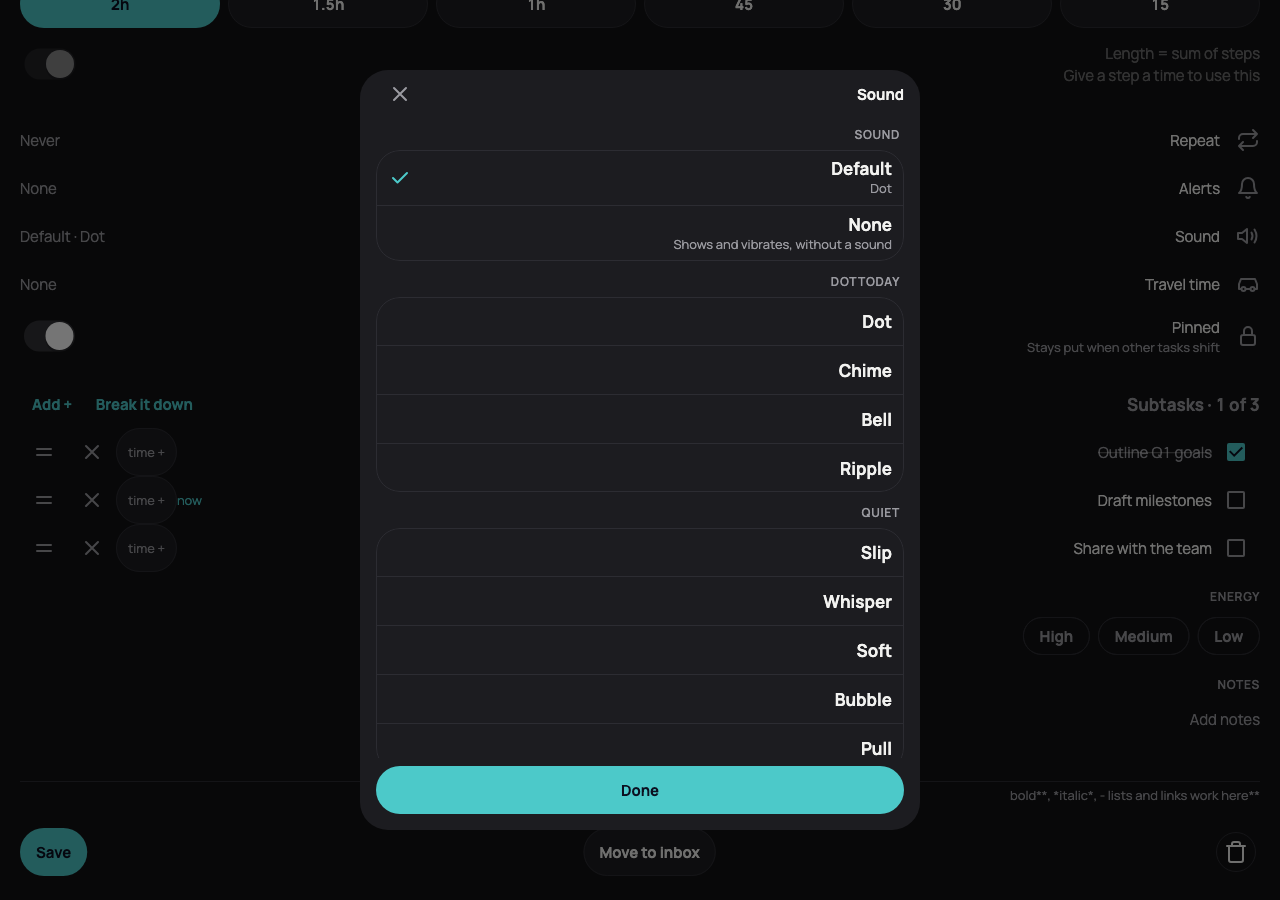 2h
1.5h
1h
45
30
15
Length = sum of steps
Give a step a time to use this
Never
Repeat
None
Alerts
Default · Dot
Sound
None
Travel time
Pinned
Stays put when other tasks shift
Add +
Break it down
Subtasks · 1 of 3
time +
Outline Q1 goals
time +
now
Draft milestones
time +
Share with the team
ENERGY
High
Medium
Low
NOTES
Add notes
bold**, *italic*, - lists and links work here**
Save
Move to inbox
Sound
SOUND
Default
Dot
None
Shows and vibrates, without a sound
DOTTODAY
Dot
Chime
Bell
Ripple
QUIET
Slip
Whisper
Soft
Bubble
Pull
Done